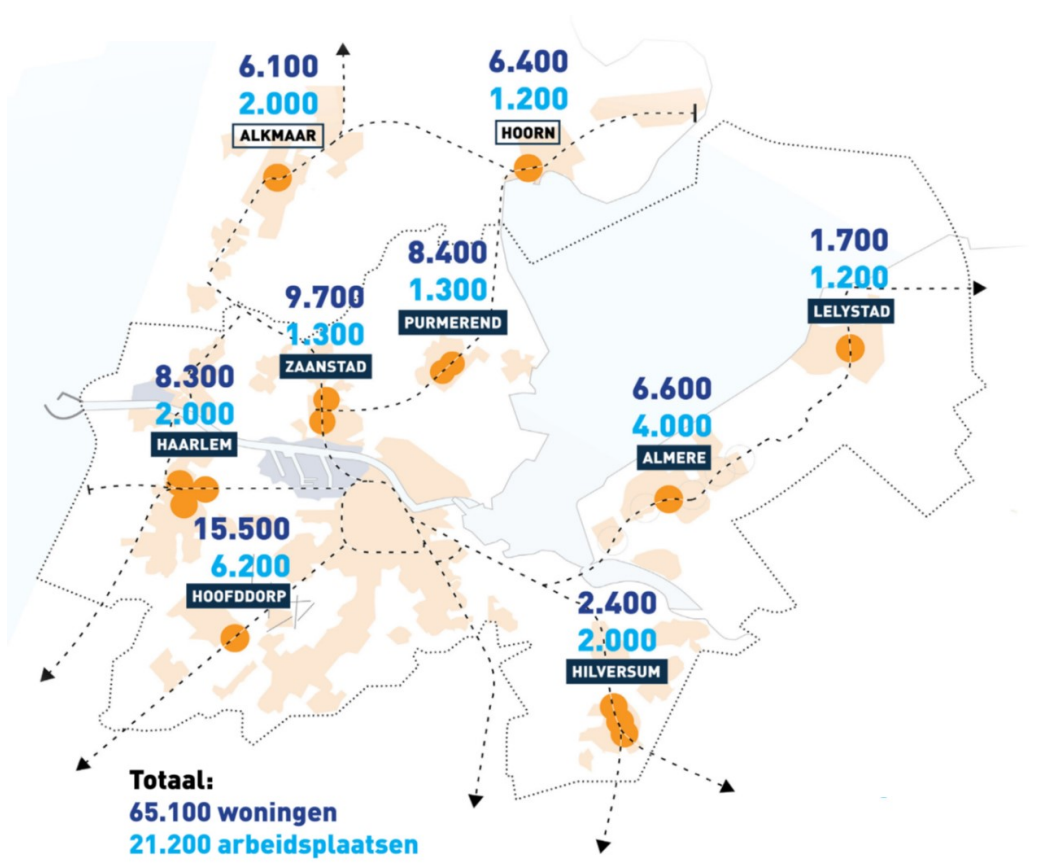 6.100
2.000
ALKMAAR
6.400
1.200
HOORN
8.400
1.300
PURMEREND
1.700
1.200
LELYSTAD
9.700
1.300
ZAANSTAD
8.300
2.000
HAARLEM
6.600
4.000
ALMERE
15.500
6.200
HOOFDDORP
2.400
2.000
HILVERSUM
Totaal:
65.100 woningen
21.200 arbeidsplaatsen